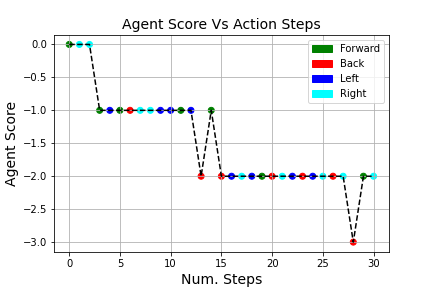 Agent Score Vs Action Steps
Agent Score
0.0
−0.5
−1.0
−1.5
−2.0
−2.5
−3.0
Forward
Back
Left
Right
0 5 10 15 20 25 30
Num. Steps